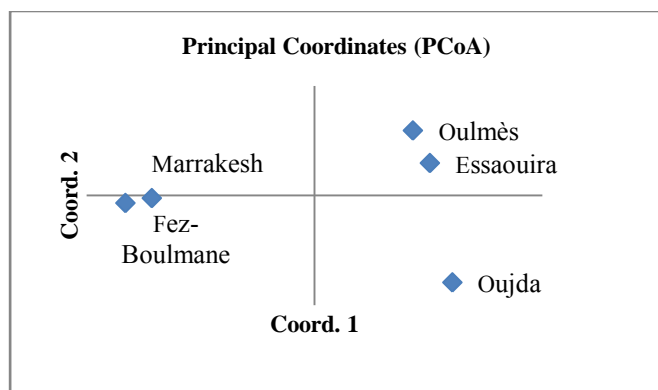 Principal Coordinates (PCoA)
Oulmès
Marrakesh
Essaouira
Coord. 2
Fez-
Boulmane
Oujda
Coord. 1